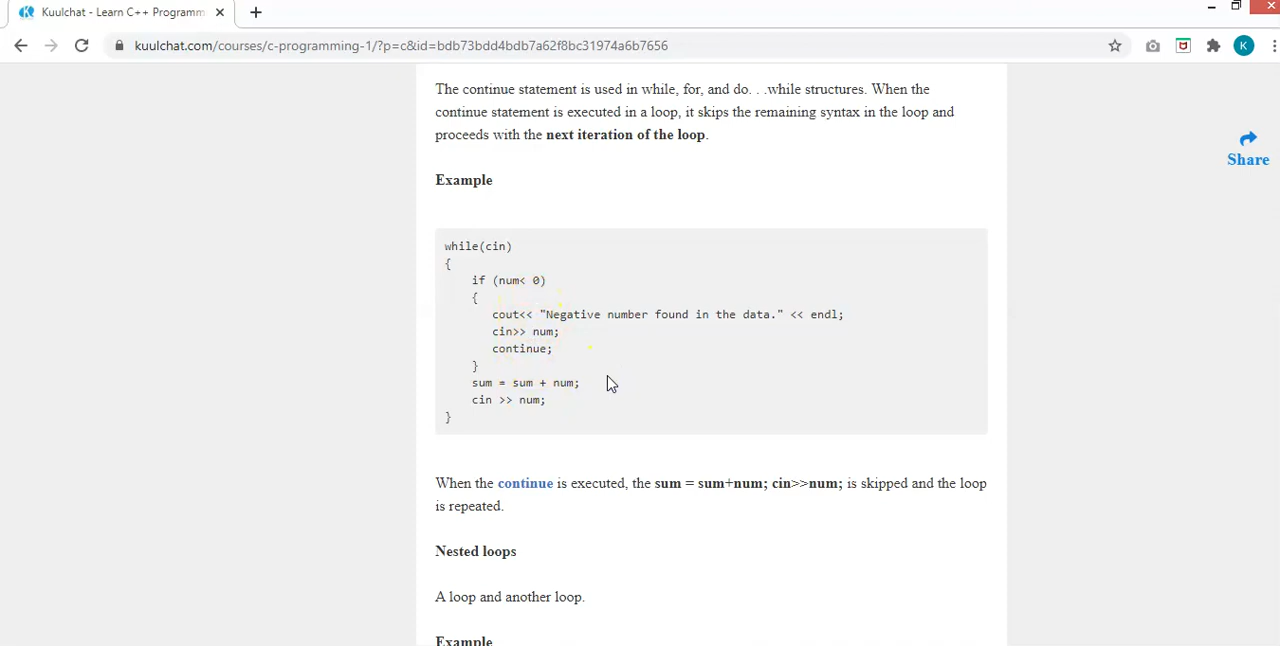 Kuulchat - Learn C++ Programm
kuulchat.com/courses/c-programming-1/?p=c&id=bdb73bdd4bdb7a62f8bc31974a6b7656
K
The continue statement is used in while, for, and do. . .while structures. When the
continue statement is executed in a loop, it skips the remaining syntax in the loop and
proceeds with the next iteration of the loop.
Share
Example
while(cin)
{
if (num< 0)
{
cout<< "Negative number found in the data." << endl;
cin>> num;
continue;
}
sum = sum + num;
cin >> num;
}
When the continue is executed, the sum = sum+num; cin>>num; is skipped and the loop
is repeated.
Nested loops
A loop and another loop.
Example